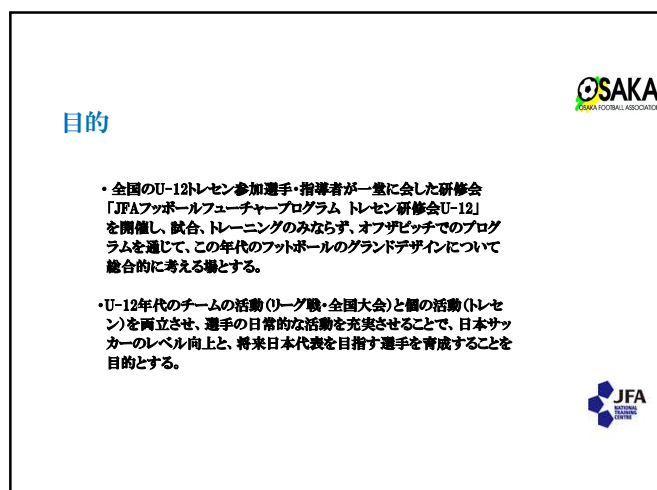 OSAKA
OSAKA FOOTBALL ASSOCIATION
目的
・全国のU-12トレセン参加選手・指導者が一堂に会した研修会
「JFAフッボールフューチャープログラム トレセン研修会U-12」
を開催し、試合、トレーニングのみならず、オフザピッチでのプログ
ラムを通じて、この年代のフットボールのグランドデザインについて
総合的に考える場とする。
・U-12年代のチームの活動（リーグ戦・全国大会）と個の活動（トレセ
ン）を両立させ、選手の日常的な活動を充実させることで、日本サッ
カーのレベル向上と、将来日本代表を目指す選手を育成することを
目的とする。
JFA
NATIONAL
TRAINING
CENTRE